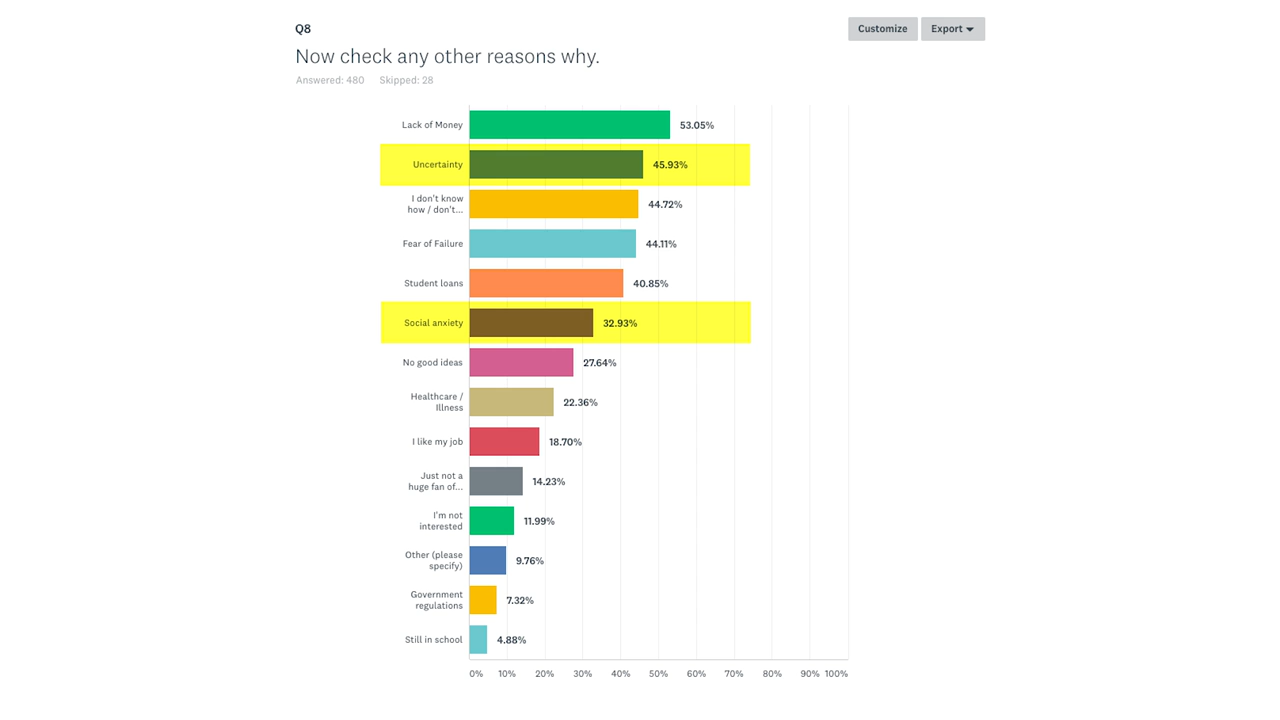 Q8
Customize
Export
Now check any other reasons why.
Answered: 480 Skipped: 28
Lack of Money
53.05%
Uncertainty
45.93%
I don't know
how / don't...
44.72%
Fear of Failure
44.11%
Student loans
40.85%
Social anxiety
32.93%
No good ideas
27.64%
Healthcare /
Illness
22.36%
I like my job
18.70%
Just not a
huge fan of...
14.23%
I'm not
interested
11.99%
Other (please
specify)
9.76%
Government
regulations
7.32%
Still in school
4.88%
0% 10% 20% 30% 40% 50% 60% 70% 80% 90% 100%